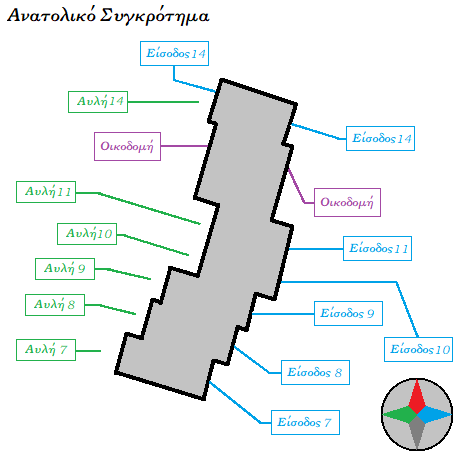 Ανατολικό Συγκρότημα
Είσοδος 14
Αυλή 14
Είσοδος 14
Οικοδομή
Αυλή 11
Οικοδομή
Αυλή 10
Είσοδος 11
Αυλή 9
Αυλή 8
Είσοδος 9
Αυλή 7
Είσοδος 10
Είσοδος 8
Είσοδος 7